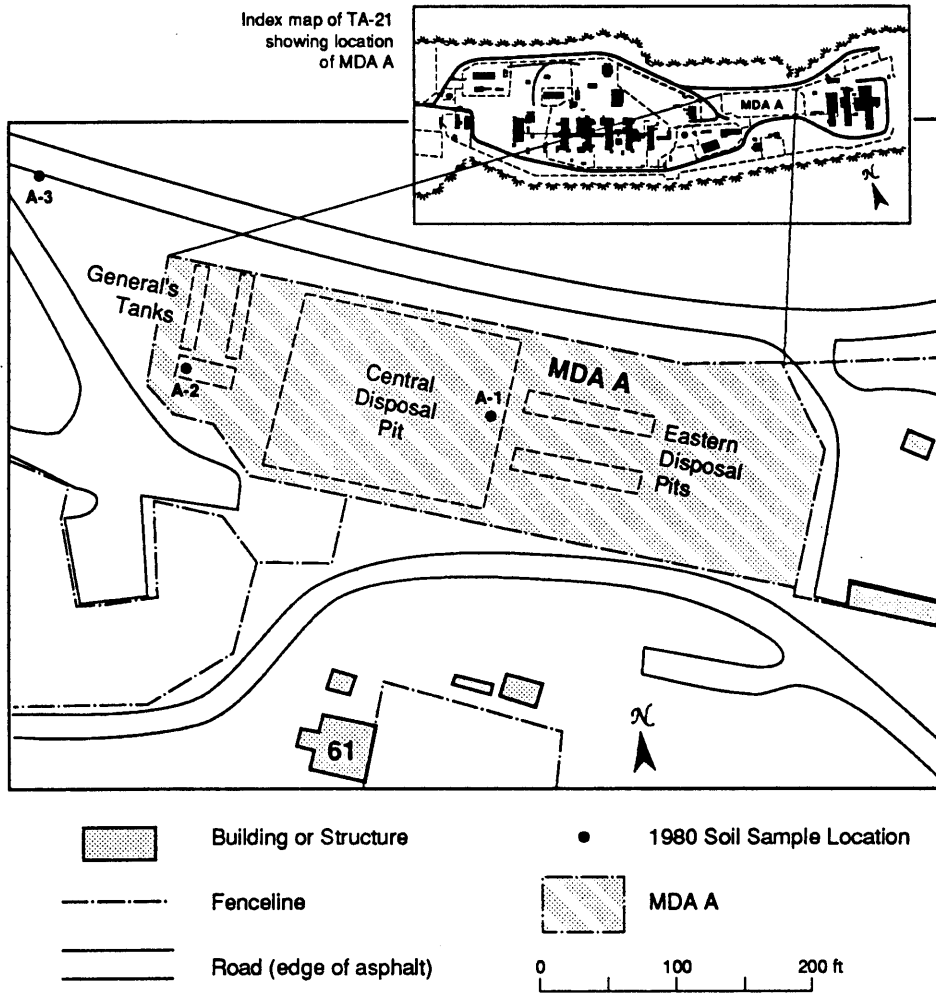 Index map of TA-21
showing location
of MDA A
MDA A
N
A-3
General's
Tanks
A-2
Central
Disposal
Pit
A-1
MDA A
Eastern
Disposal
Pits
61
N
Building or Structure
1980 Soil Sample Location
Fenceline
MDA A
Road (edge of asphalt)
0 100 200 ft